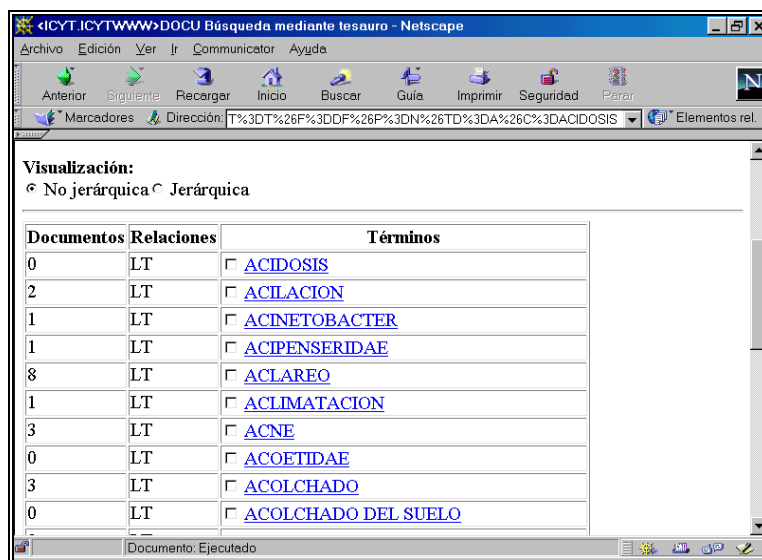 <ICYT.ICYTWWW>DOCU Búsqueda mediante tesauro - Netscape
Archivo Edición Ver Ir Communicator Ayuda
Anterior Siguiente Recargar Inicio Buscar Guía Imprimir Seguridad Parar
Marcadores Dirección: T%3DT%26F%3DDF%26P%3DN%26TD%3DA%26C%3DACIDOSIS Elementos rel.
Visualización:
No jerárquica Jerárquica
Documentos Relaciones Términos
0 LT ACIDOSIS
2 LT ACILACION
1 LT ACINETOBACTER
1 LT ACIPENSERIDAE
8 LT ACLAREO
1 LT ACLIMATACION
3 LT ACNE
0 LT ACOETIDAE
3 LT ACOLCHADO
0 LT ACOLCHADO DEL SUELO
Documento: Ejecutado